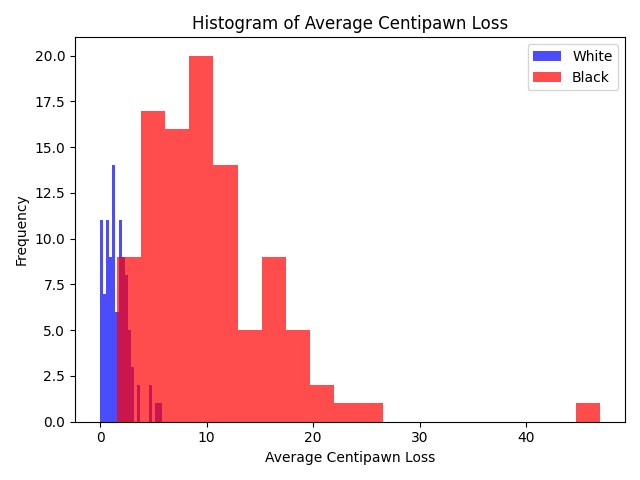 Histogram of Average Centipawn Loss
White
Black
20.0
17.5
15.0
12.5
10.0
7.5
5.0
2.5
0.0
Frequency
0 10 20 30 40
Average Centipawn Loss